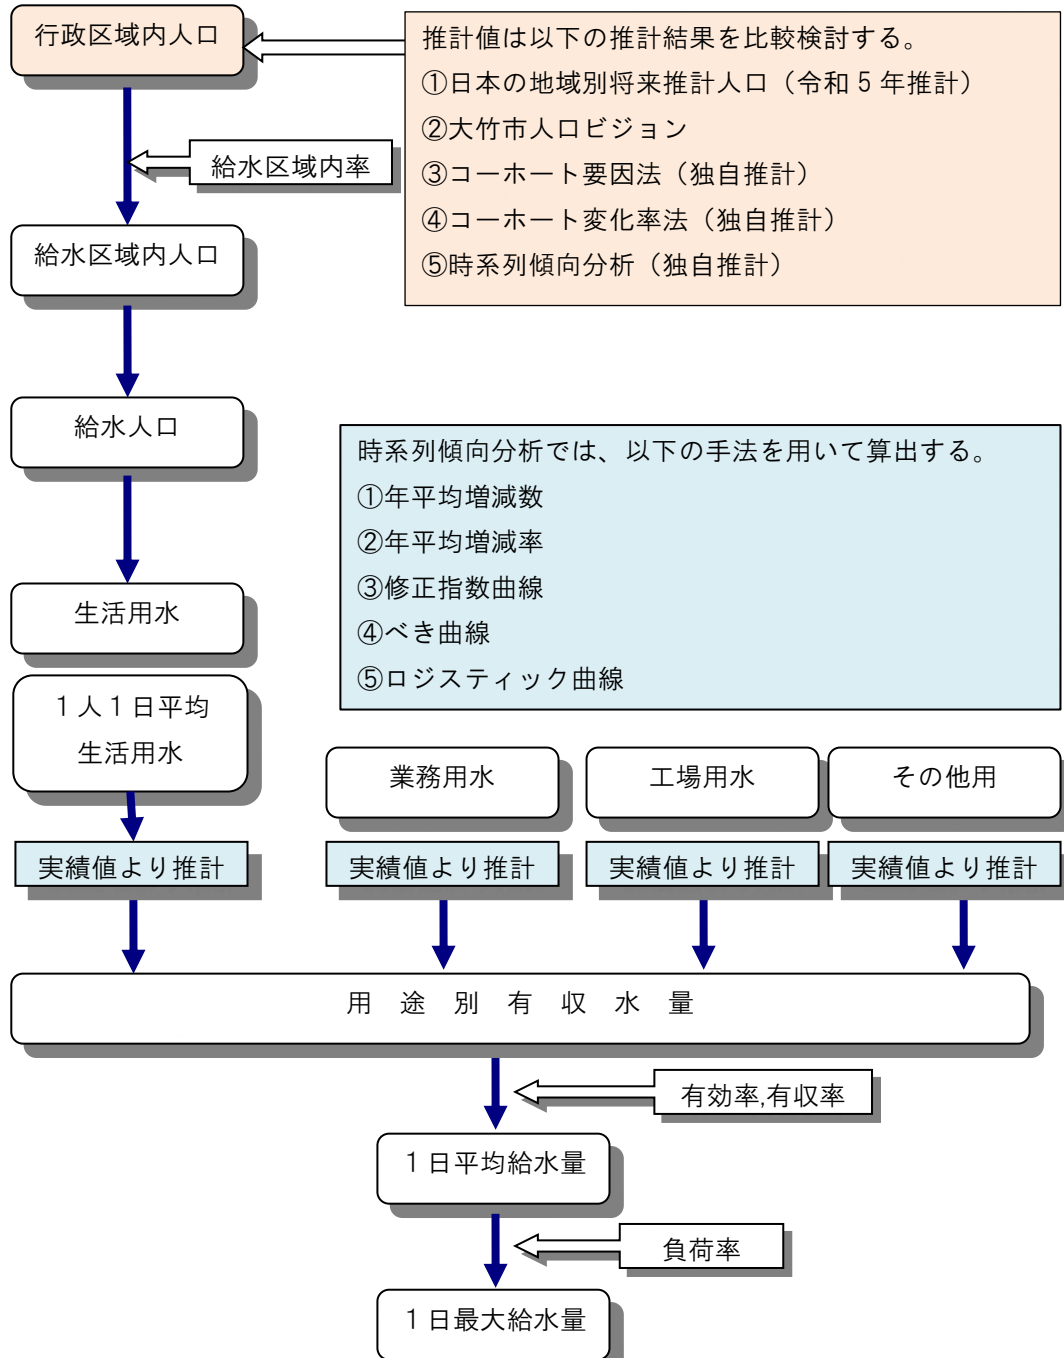 行政区域内人口
推計値は以下の推計結果を比較検討する。
①日本の地域別将来推計人口（令和５年推計）
②大竹市人口ビジョン
③コーホート要因法（独自推計）
④コーホート変化率法（独自推計）
⑤時系列傾向分析（独自推計）
給水区域内率
給水区域内人口
給水人口
時系列傾向分析では、以下の手法を用いて算出する。
①年平均増減数
②年平均増減率
③修正指数曲線
④べき曲線
⑤ロジスティック曲線
生活用水
１人１日平均
生活用水
業務用水
工場用水
その他用
実績値より推計
実績値より推計
実績値より推計
実績値より推計
用　途　別　有　収　水　量
有効率,有収率
１日平均給水量
負荷率
１日最大給水量